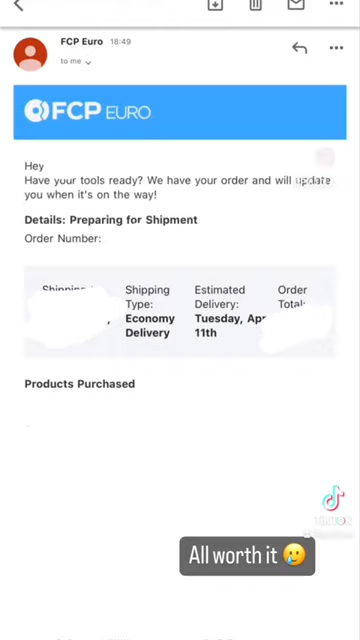 FCP Euro 18:49
to me
FCP EURO
Hey
Have your tools ready? We have your order and will update
you when it's on the way!
Details: Preparing for Shipment
Order Number:
Shipping
Shipping
Type:
Economy
Delivery
Estimated
Delivery:
Tuesday, Apr
11th
Order
Total:
Products Purchased
All worth it 🥲